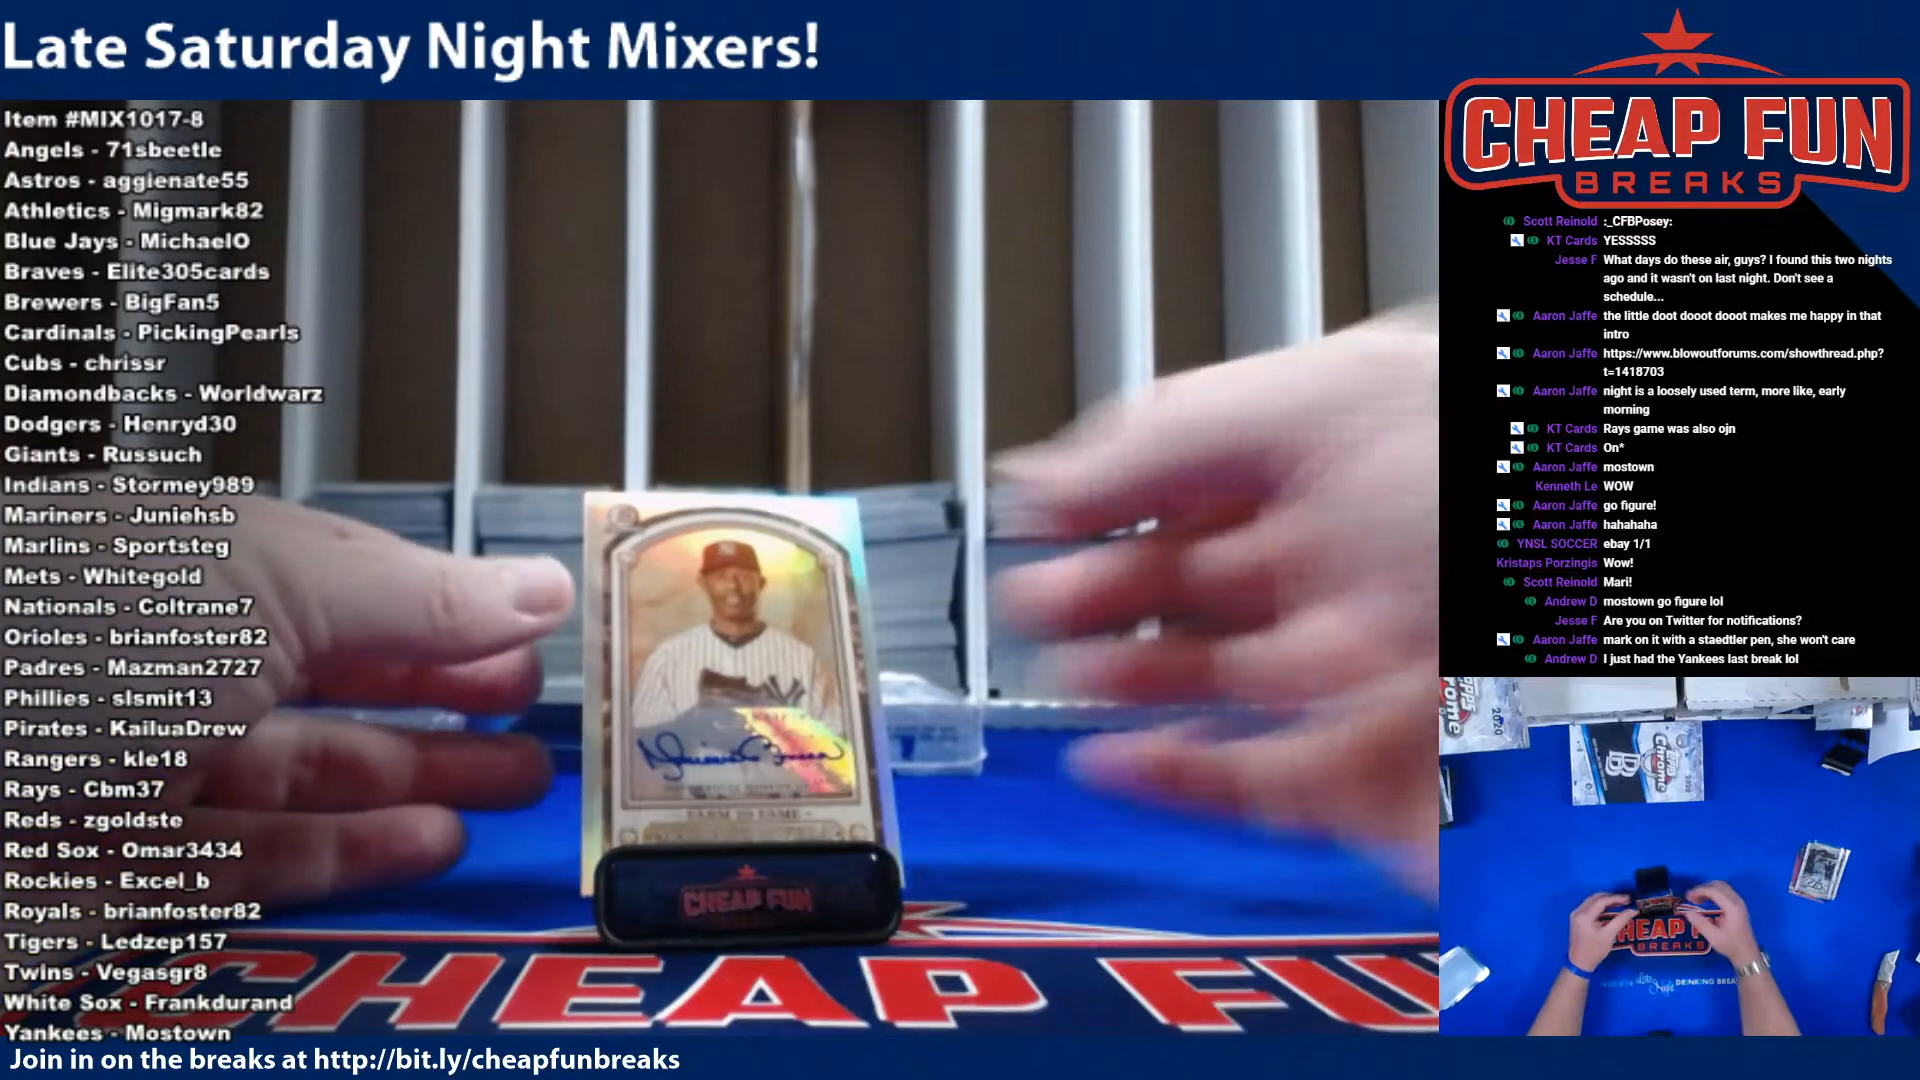 Late Saturday Night Mixers!
Item #MIX1017-8
Angels - 71sbeetle
Astros - aggienate55
Athletics - Migmark82
Blue Jays - MichaelO
Braves - Elite305cards
Brewers - BigFan5
Cardinals - PickingPearls
Cubs - chrissr
Diamondbacks - Worldwarz
Dodgers - Henryd30
Giants - Russuch
Indians - Stormey989
Mariners - Juniehsb
Marlins - Sportsteg
Mets - Whitegold
Nationals - Coltrane7
Orioles - brianfoster82
Padres - Mazman2727
Phillies - slsmit13
Pirates - KailuaDrew
Rangers - kle18
Rays - Cbm37
Reds - zgoldste
Red Sox - Omar3434
Rockies - Excel_b
Royals - brianfoster82
Tigers - Ledzep157
Twins - Vegasgr8
White Sox - Frankdurand
Yankees - Mostown
Join in on the breaks at http://bit.ly/cheapfunbreaks
FARM TO FAME
CHEAP FUN
CHEAP FU
CHEAP FUN
BREAKS
Scott Reinold :_CFBPosey:
KT Cards YESSSSS
Jesse F What days do these air, guys? I found this two nights
ago and it wasn't on last night. Don't see a
schedule...
Aaron Jaffe the little doot dooot dooot makes me happy in that
intro
Aaron Jaffe https://www.blowoutforums.com/showthread.php?
t=1418703
Aaron Jaffe night is a loosely used term, more like, early
morning
KT Cards Rays game was also ojn
KT Cards On*
Aaron Jaffe mostown
Kenneth Le WOW
Aaron Jaffe go figure!
Aaron Jaffe hahahaha
YNSL SOCCER ebay 1/1
Kristaps Porzingis Wow!
Scott Reinold Mari!
Andrew D mostown go figure lol
Jesse F Are you on Twitter for notifications?
Aaron Jaffe mark on it with a staedtler pen, she won't care
Andrew D I just had the Yankees last break lol
2020
Chrome
HEAP F
BREAKS
Late Night DRINKING BREA